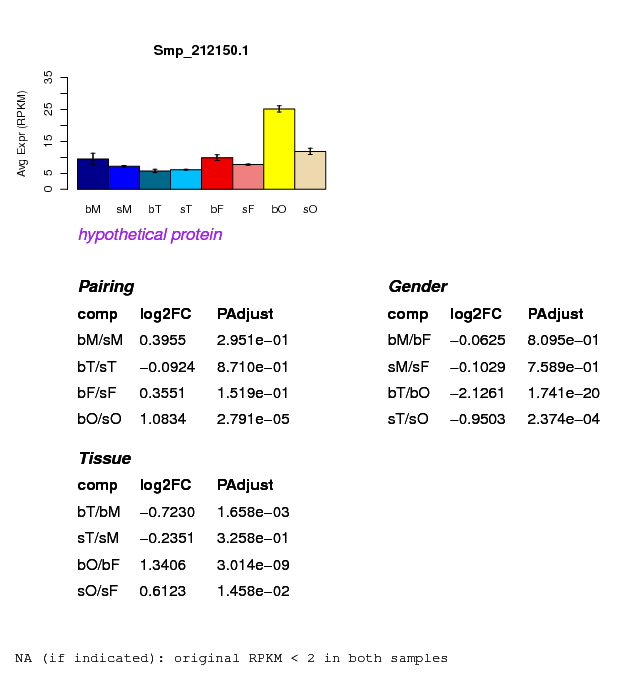 Smp_212150.1
Avg Expr (RPKM)
35
25
15
5
0
bM sM bT sT bF sF bO sO
hypothetical protein
Pairing
comp log2FC PAdjust
bM/sM 0.3955 2.951e−01
bT/sT −0.0924 8.710e−01
bF/sF 0.3551 1.519e−01
bO/sO 1.0834 2.791e−05
Gender
comp log2FC PAdjust
bM/bF −0.0625 8.095e−01
sM/sF −0.1029 7.589e−01
bT/bO −2.1261 1.741e−20
sT/sO −0.9503 2.374e−04
Tissue
comp log2FC PAdjust
bT/bM −0.7230 1.658e−03
sT/sM −0.2351 3.258e−01
bO/bF 1.3406 3.014e−09
sO/sF 0.6123 1.458e−02
NA (if indicated): original RPKM < 2 in both samples